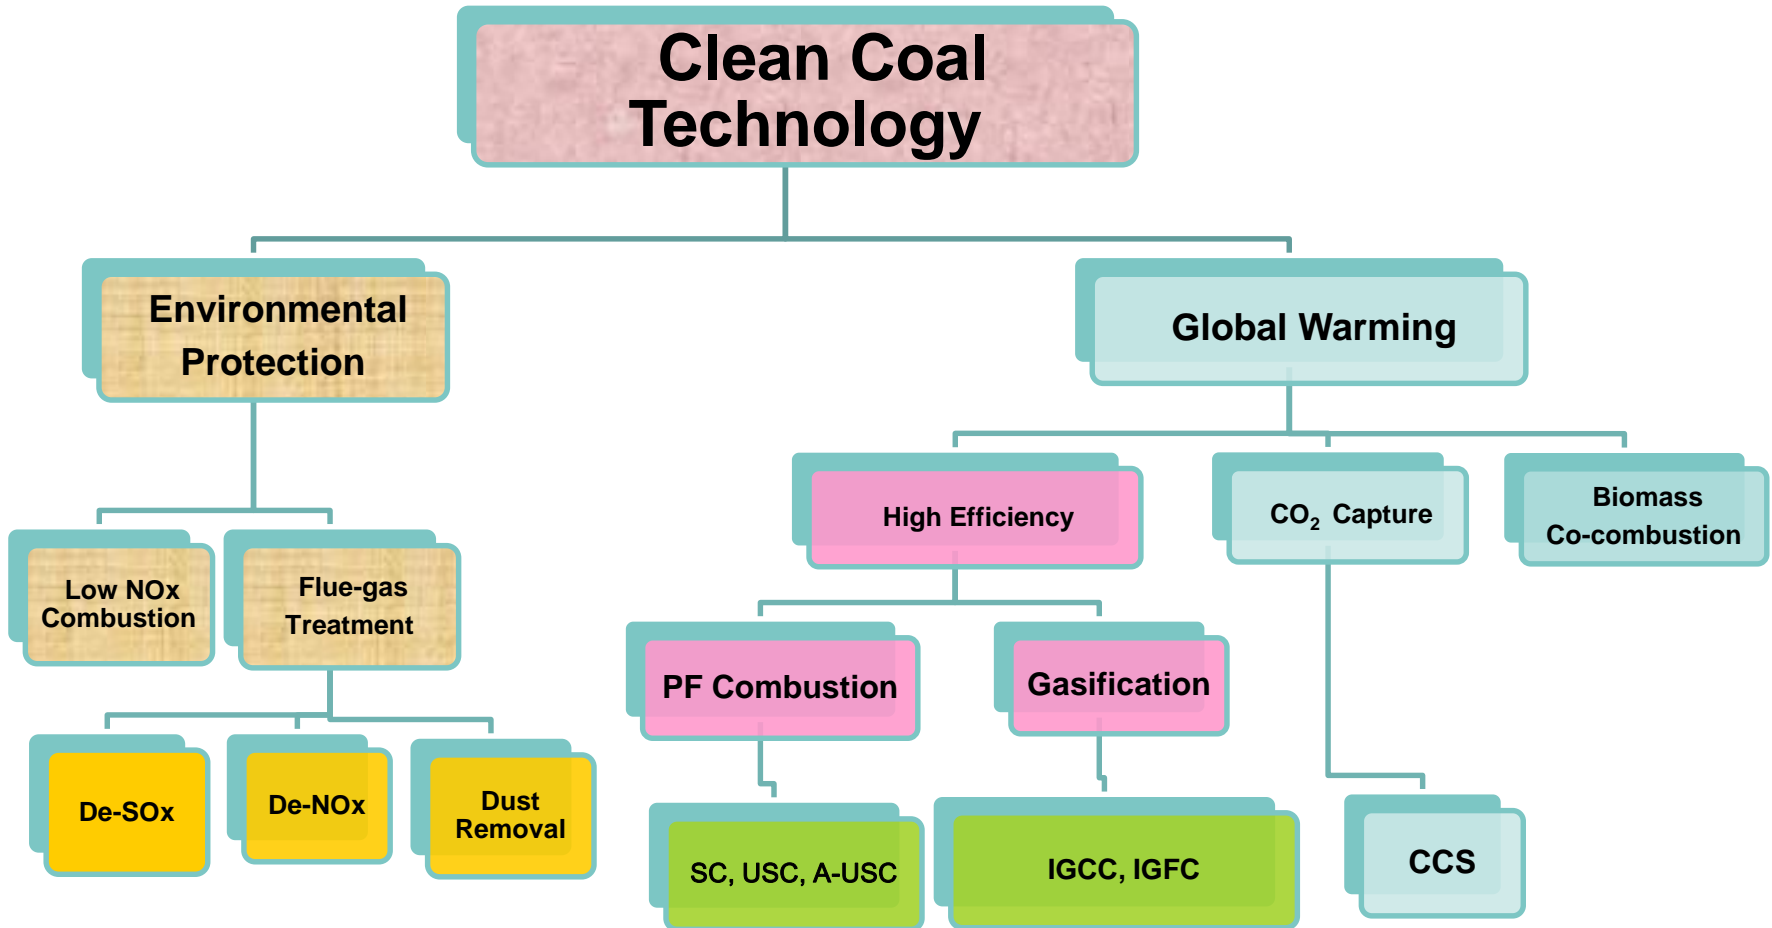 Clean Coal
Technology
Environmental
Protection
Global Warming
Low NOx
Combustion
Flue-gas
Treatment
High Efficiency
CO₂ Capture
Biomass
Co-combustion
PF Combustion
Gasification
De-SOx
De-NOx
Dust
Removal
SC, USC, A-USC
IGCC, IGFC
CCS